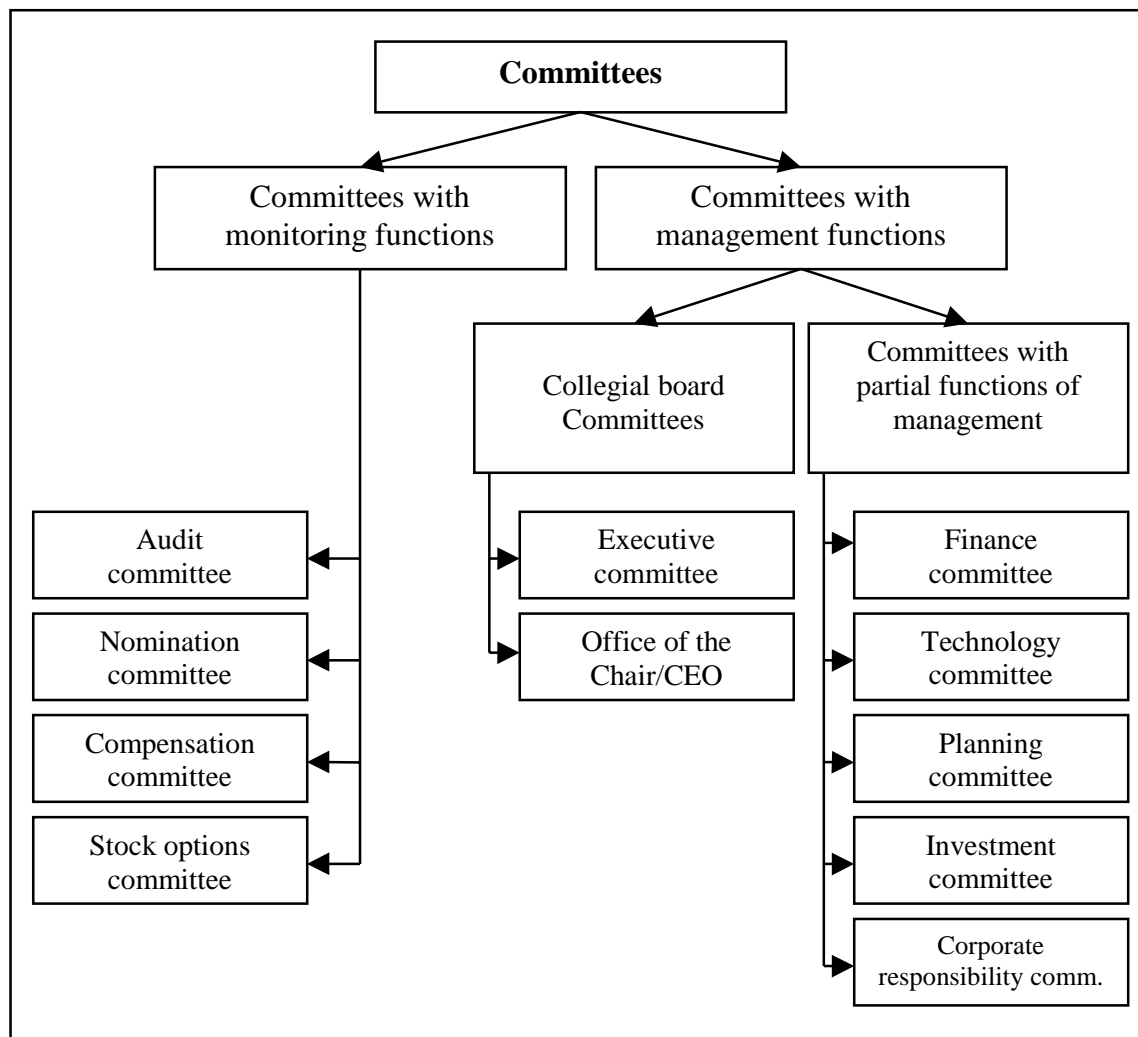 Committees
Committees with
monitoring functions
Committees with
management functions
Collegial board
Committees
Committees with
partial functions of
management
Audit
committee
Nomination
committee
Compensation
committee
Stock options
committee
Executive
committee
Office of the
Chair/CEO
Finance
committee
Technology
committee
Planning
committee
Investment
committee
Corporate
responsibility comm.